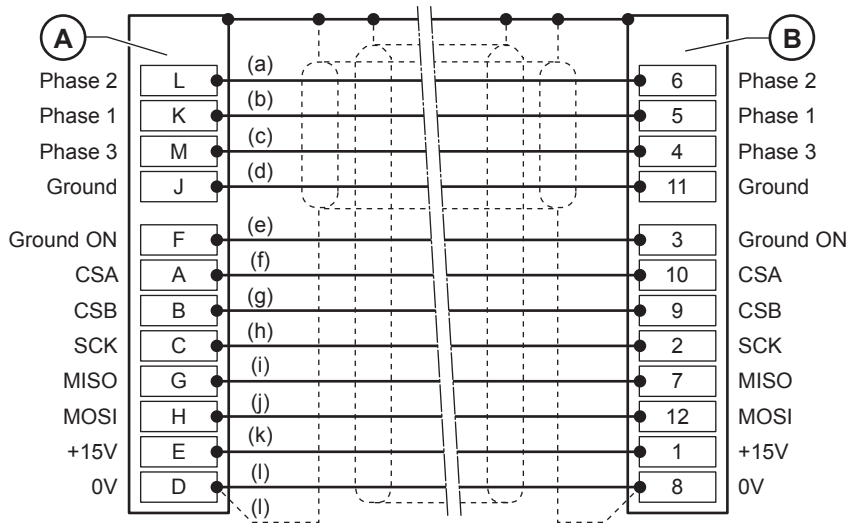 A B
Phase 2 L (a) 6 Phase 2
Phase 1 K (b) 5 Phase 1
Phase 3 M (c) 4 Phase 3
Ground J (d) 11 Ground
Ground ON F (e) 3 Ground ON
CSA A (f) 10 CSA
CSB B (g) 9 CSB
SCK C (h) 2 SCK
MISO G (i) 7 MISO
MOSI H (j) 12 MOSI
+15V E (k) 1 +15V
0V D (l) 8 0V
(l)